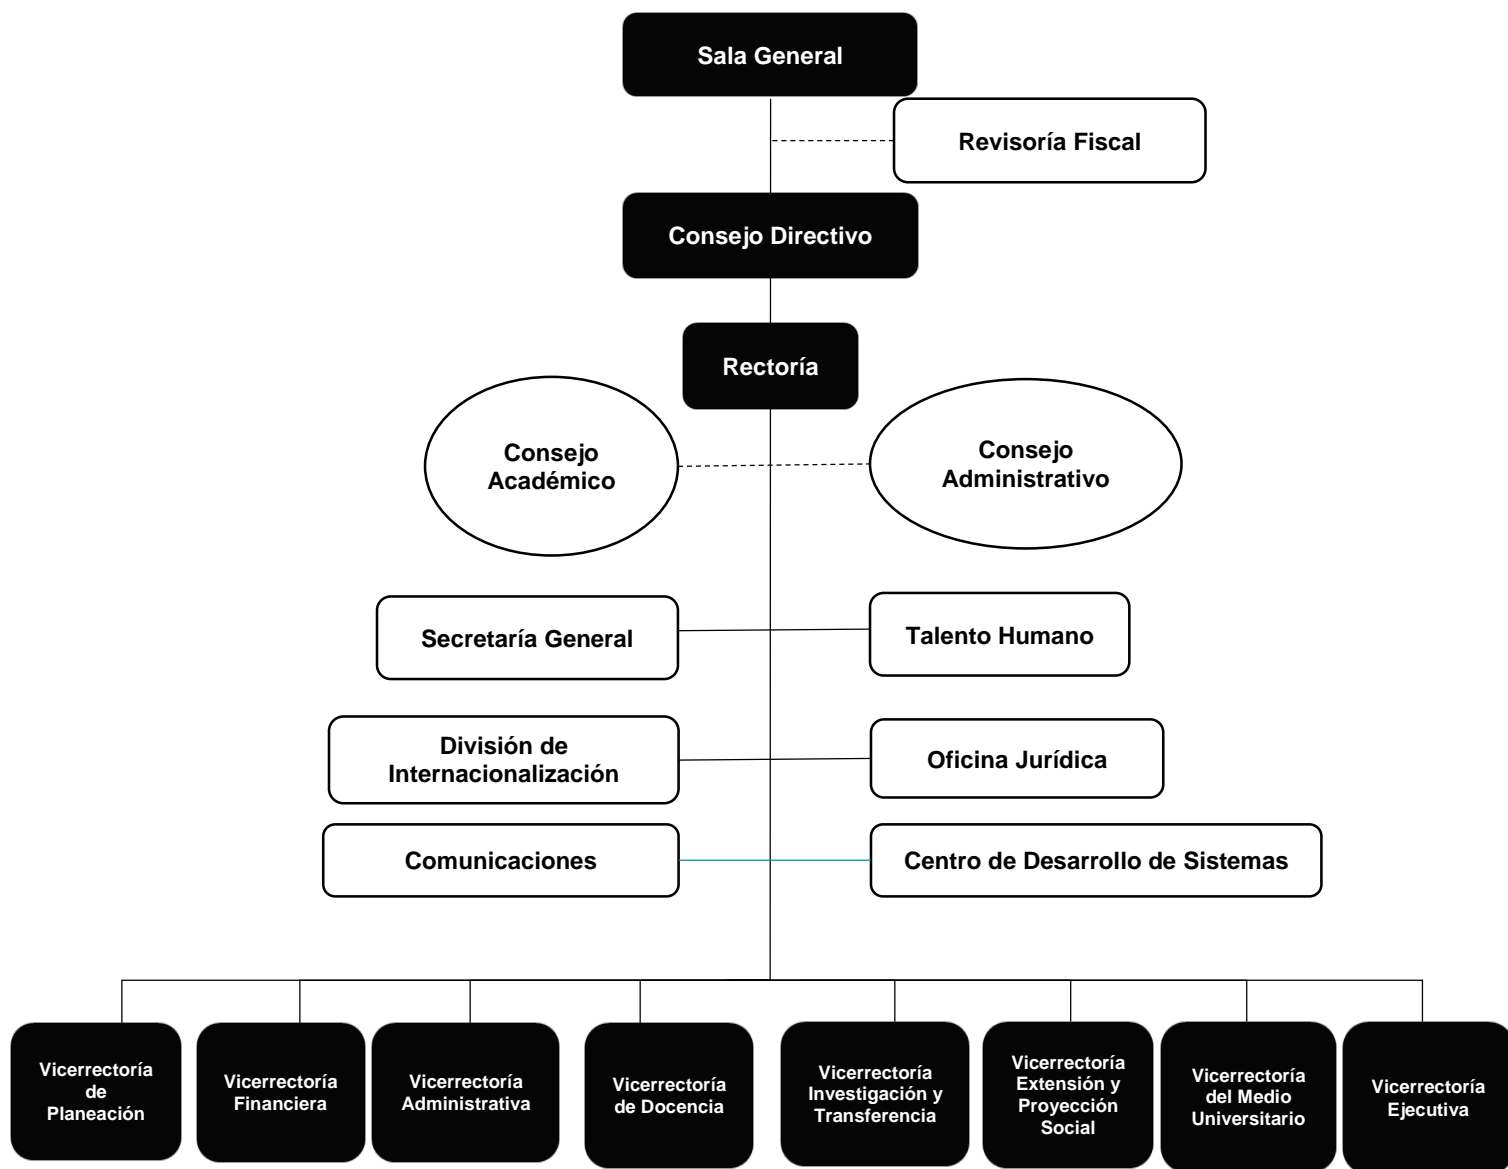 Sala General
Revisoría Fiscal
Consejo Directivo
Rectoría
Consejo
Académico
Consejo
Administrativo
Secretaría General
Talento Humano
División de
Internacionalización
Oficina Jurídica
Comunicaciones
Centro de Desarrollo de Sistemas
Vicerrectoría
de
Planeación
Vicerrectoría
Financiera
Vicerrectoría
Administrativa
Vicerrectoría
de Docencia
Vicerrectoría
Investigación y
Transferencia
Vicerrectoría
Extensión y
Proyección
Social
Vicerrectoría
del Medio
Universitario
Vicerrectoría
Ejecutiva